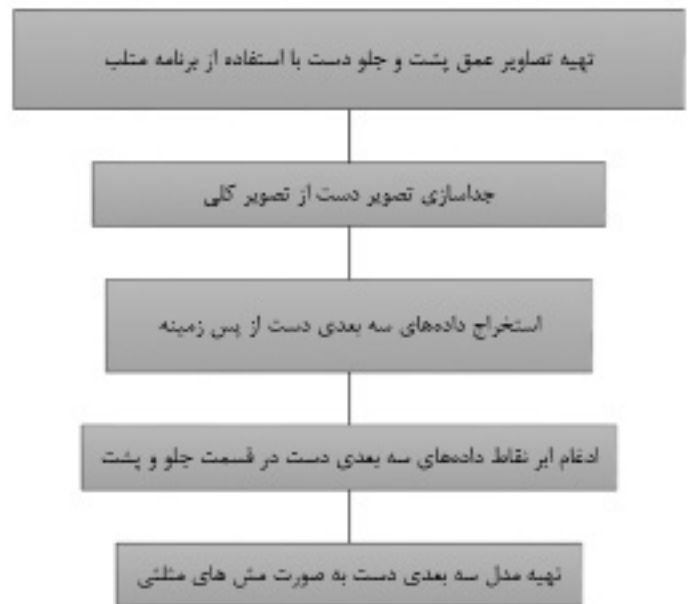 تهیه تصاویر عمق پشت و جلو دست با استفاده از برنامه متلب
جداسازی تصویر دست از تصویر کلی
استخراج داده‌های سه بعدی دست از پس زمینه
ادغام ابر نقاط داده‌های سه بعدی دست در قسمت جلو و پشت
تهیه مدل سه بعدی دست به صورت مش های مثلثی